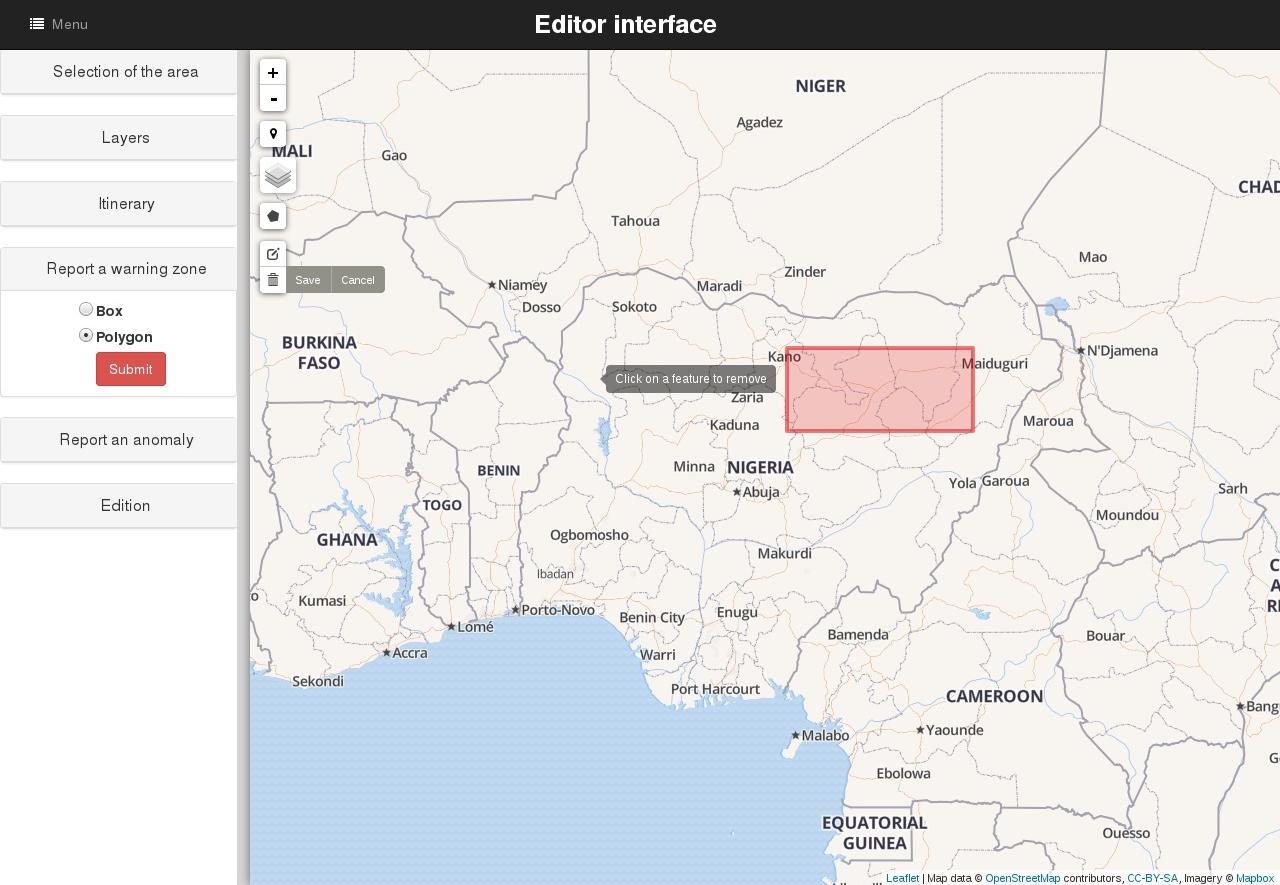 Menu
Editor interface
Selection of the area
Layers
Itinerary
Report a warning zone
Box
Polygon
Submit
Report an anomaly
Edition
+
-
Save
Cancel
Click on a feature to remove
NIGER
Agadez
MALI
Gao
CHAD
Tahoua
Mao
Zinder
Niamey
Maradi
Dosso
Sokoto
BURKINA
FASO
N'Djamena
Kano
Maiduguri
Zaria
Kaduna
Maroua
BENIN
Minna
NIGERIA
Abuja
Yola
Garoua
Sarh
TOGO
Moundou
GHANA
Ogbomosho
Makurdi
Ibadan
C
A
RE
o
Kumasi
Porto-Novo
Benin City
Enugu
Lomé
Bamenda
Bouar
Accra
Warri
Sekondi
Port Harcourt
CAMEROON
Bang
Malabo
Yaounde
Ge
Ebolowa
EQUATORIAL
GUINEA
Ouesso
Leaflet | Map data © OpenStreetMap contributors, CC-BY-SA, Imagery © Mapbox